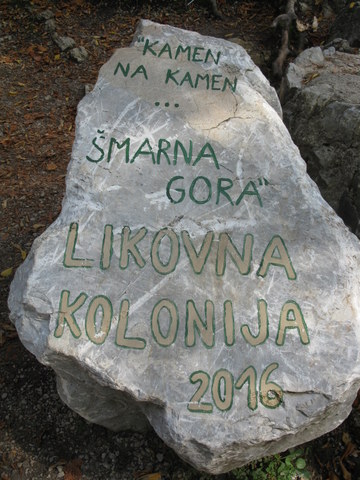 "KAMEN
NA KAMEN
...
ŠMARNA
GORA"
LIKOVNA
KOLONIJA
2016